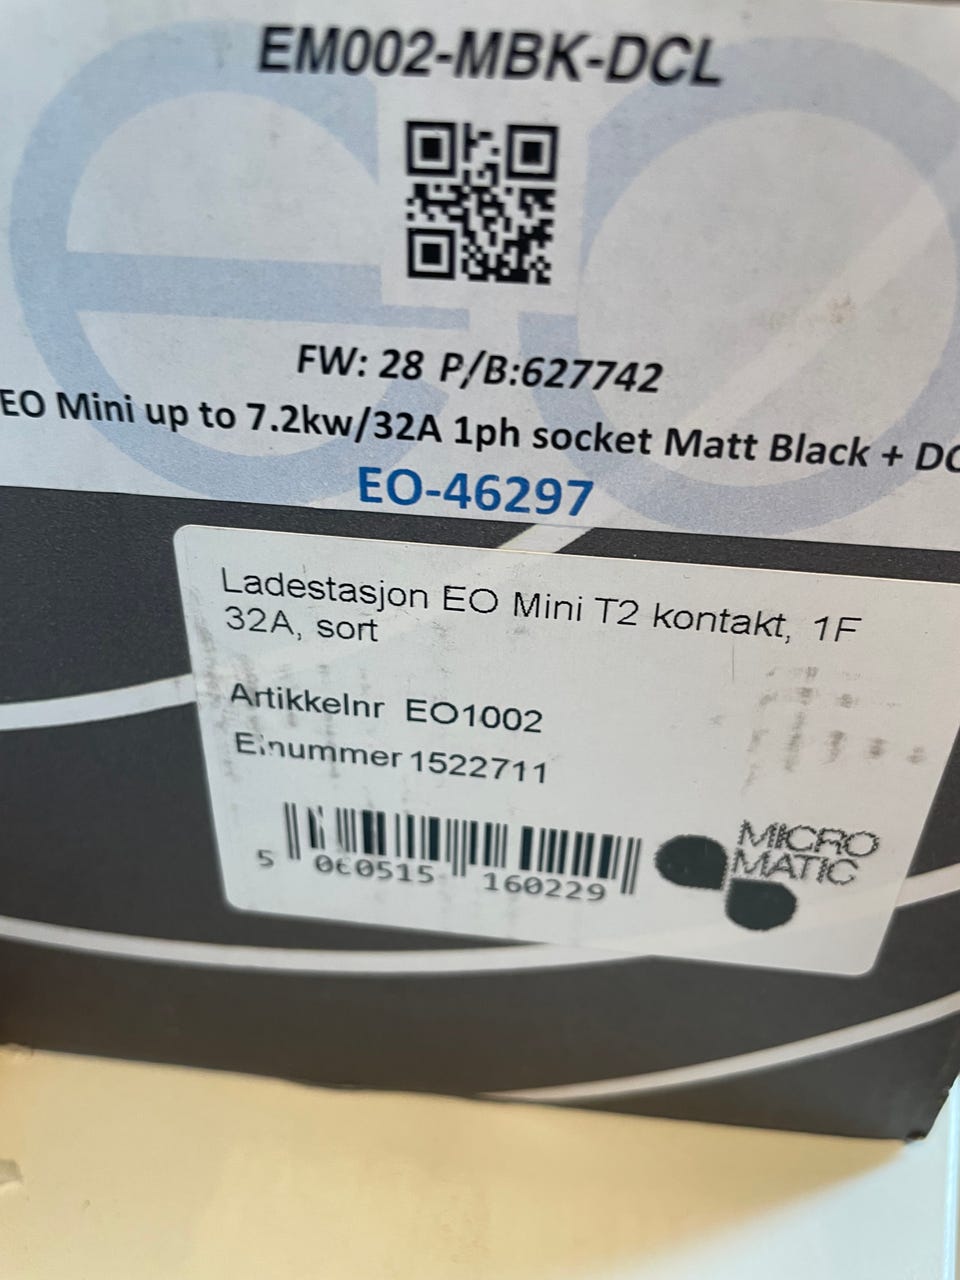 EM002-MBK-DCL
FW: 28 P/B:627742
EO Mini up to 7.2kw/32A 1ph socket Matt Black + DC
EO-46297
Ladestasjon EO Mini T2 kontakt, 1F
32A, sort
Artikkelnr EO1002
Elnummer 1522711
5 060515 160229
MICRO
MATIC